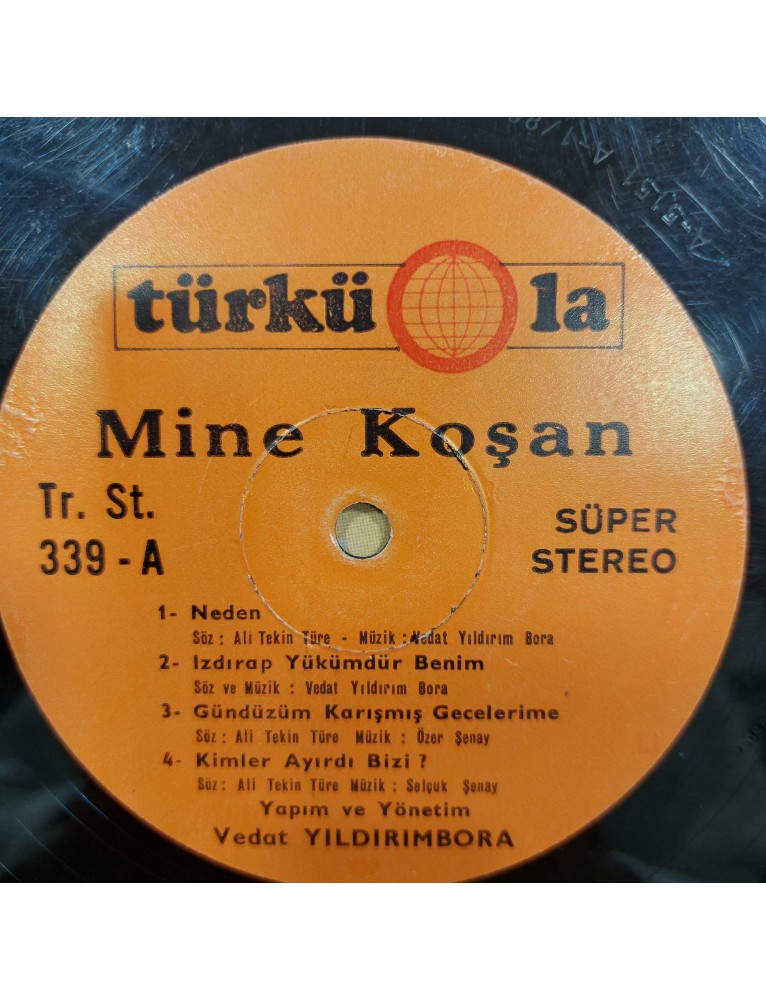 türküola
Mine Koşan
Tr. St.
339 - A
SÜPER
STEREO
1- Neden
Söz : Ali Tekin Türe - Müzik : Vedat Yıldırım Bora
2- Izdırap Yükümdür Benim
Söz ve Müzik : Vedat Yıldırım Bora
3- Gündüzüm Karışmış Gecelerime
Söz : Ali Tekin Türe Müzik : Özer Şenay
4- Kimler Ayırdı Bizi ?
Söz: Ali Tekin Türe Müzik : Selçuk Şenay
Yapım ve Yönetim
Vedat YILDIRIMBORA